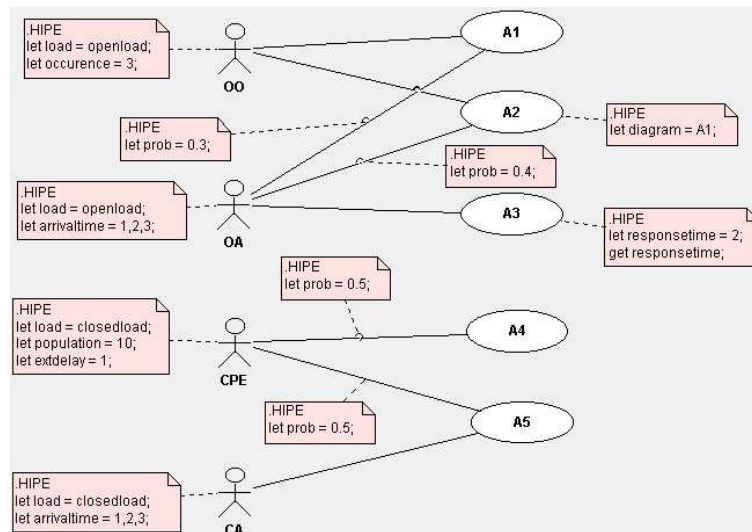 .HIPE
let load = openload;
let occurence = 3;
OO
A1
A2
.HIPE
let diagram = A1;
.HIPE
let prob = 0.3;
.HIPE
let prob = 0.4;
.HIPE
let load = openload;
let arrivaltime = 1,2,3;
OA
A3
.HIPE
let responsetime = 2;
get responsetime;
.HIPE
let prob = 0.5;
.HIPE
let load = closedload;
let population = 10;
let extdelay = 1;
CPE
A4
.HIPE
let prob = 0.5;
A5
.HIPE
let load = closedload;
let arrivaltime = 1,2,3;
CA